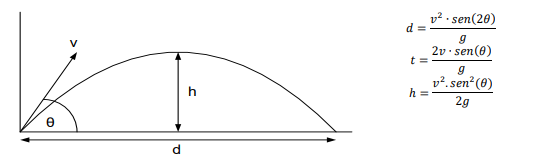 v
h
θ
d
d = v² · sen(2θ) / g
t = 2v · sen(θ) / g
h = v² . sen²(θ) / 2g